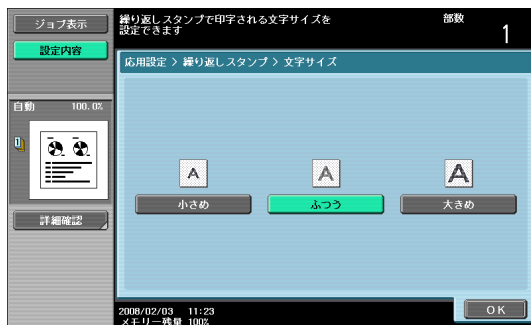 ジョブ表示
設定内容
繰り返しスタンプで印字される文字サイズを
設定できます
部数
1
応用設定 > 繰り返しスタンプ > 文字サイズ
自動 100.0%
1
詳細確認
A
A
A
小さめ
ふつう
大きめ
2008/02/03 11:23
メモリー残量 100%
OK